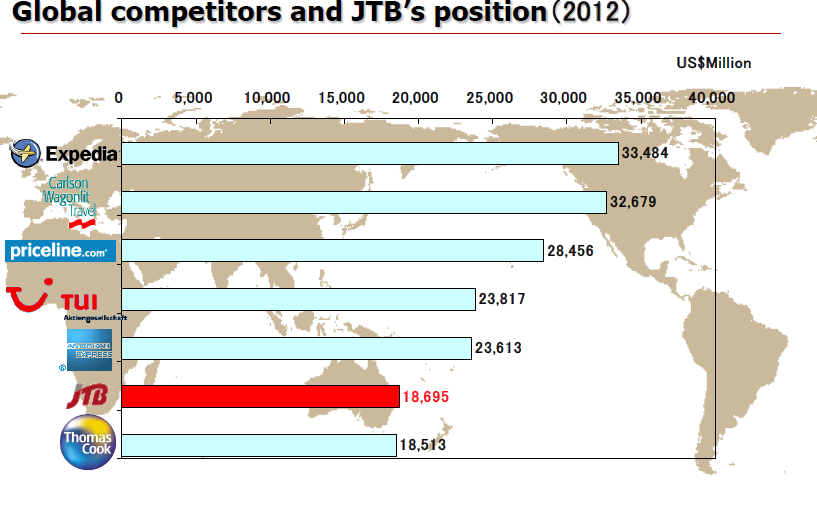 Global competitors and JTB's position（2012）
US$Million
0 5,000 10,000 15,000 20,000 25,000 30,000 35,000 40,000
Expedia 33,484
Carlson
Wagonlit
Travel
32,679
priceline.com® 28,456
TUI 23,817
Aktiengesellschaft
AMERICAN
EXPRESS
®
23,613
JTB 18,695
Thomas
Cook
18,513